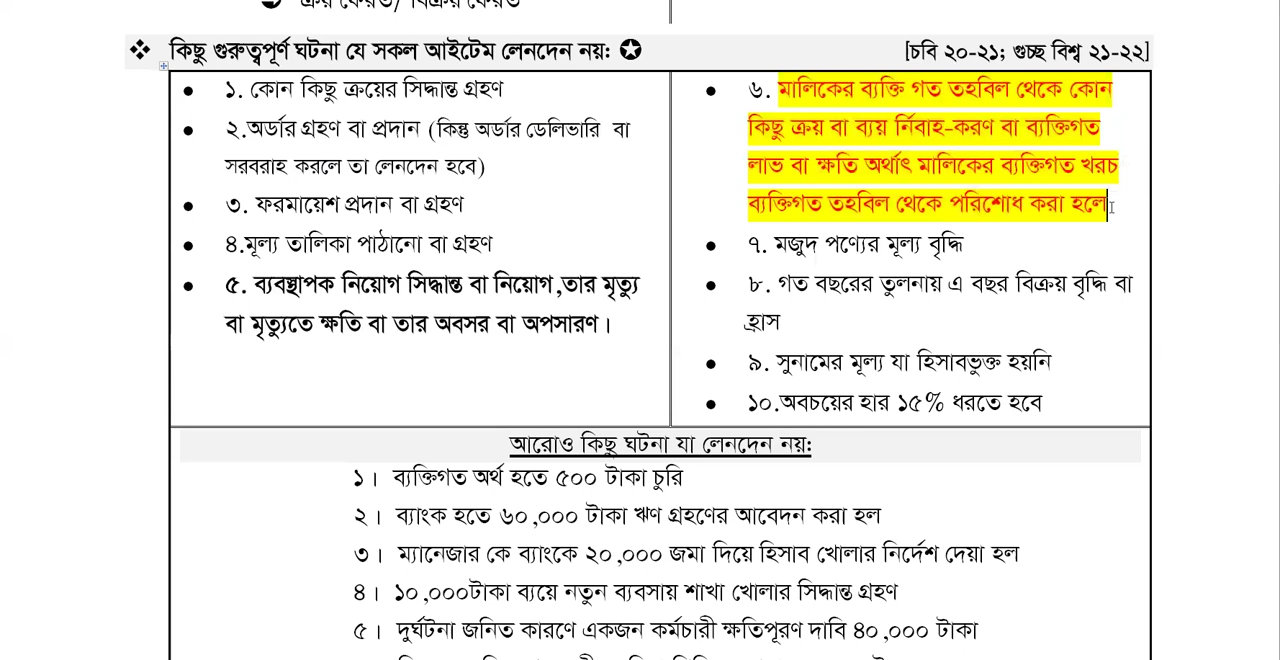 ক্রয় ফেরত/ বিক্রয় ফেরত
❖ কিছু গুরুত্বপূর্ণ ঘটনা যে সকল আইটেম লেনদেন নয়: ✪ [চবি ২০-২১; গুচ্ছ বিশ্ব ২১-২২]
● ১. কোন কিছু ক্রয়ের সিদ্ধান্ত গ্রহণ
● ২.অর্ডার গ্রহণ বা প্রদান (কিন্তু অর্ডার ডেলিভারি বা
সরবরাহ করলে তা লেনদেন হবে)
● ৩. ফরমায়েশ প্রদান বা গ্রহণ
● ৪.মূল্য তালিকা পাঠানো বা গ্রহণ
● ৫. ব্যবস্থাপক নিয়োগ সিদ্ধান্ত বা নিয়োগ,তার মৃত্যু
বা মৃত্যুতে ক্ষতি বা তার অবসর বা অপসারণ।
● ৬. মালিকের ব্যক্তি গত তহবিল থেকে কোন
কিছু ক্রয় বা ব্যয় র্নিবাহ-করণ বা ব্যক্তিগত
লাভ বা ক্ষতি অর্থাৎ মালিকের ব্যক্তিগত খরচ
ব্যক্তিগত তহবিল থেকে পরিশোধ করা হলে
● ৭. মজুদ পণ্যের মূল্য বৃদ্ধি
● ৮. গত বছরের তুলনায় এ বছর বিক্রয় বৃদ্ধি বা
হ্রাস
● ৯. সুনামের মূল্য যা হিসাবভুক্ত হয়নি
● ১০.অবচয়ের হার ১৫% ধরতে হবে
আরোও কিছু ঘটনা যা লেনদেন নয়:
১। ব্যক্তিগত অর্থ হতে ৫০০ টাকা চুরি
২। ব্যাংক হতে ৬০,০০০ টাকা ঋণ গ্রহণের আবেদন করা হল
৩। ম্যানেজার কে ব্যাংকে ২০,০০০ জমা দিয়ে হিসাব খোলার নির্দেশ দেয়া হল
৪। ১০,০০০টাকা ব্যয়ে নতুন ব্যবসায় শাখা খোলার সিদ্ধান্ত গ্রহণ
৫। দুর্ঘটনা জনিত কারণে একজন কর্মচারী ক্ষতিপূরণ দাবি ৪০,০০০ টাকা